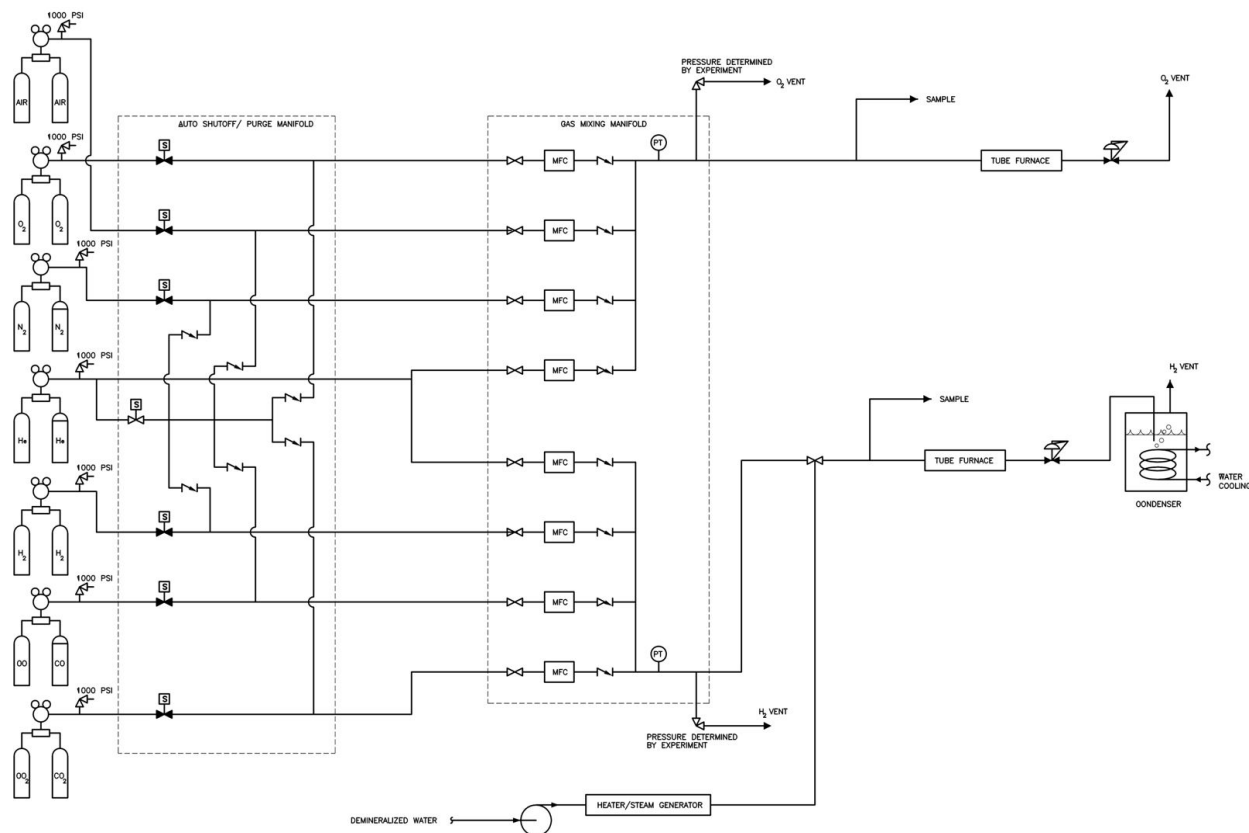 1000 PSI
AIR AIR
1000 PSI
O2 O2
1000 PSI
N2 N2
1000 PSI
He He
1000 PSI
H2 H2
1000 PSI
OO CO
1000 PSI
OO2 CO2
AUTO SHUTOFF/ PURGE MANIFOLD
S
S
S
S
S
S
S
GAS MIXING MANIFOLD
MFC
MFC
MFC
MFC
MFC
MFC
MFC
MFC
PT
PT
PRESSURE DETERMINED
BY EXPERIMENT
O2 VENT
SAMPLE
O2 VENT
TUBE FURNACE
H2 VENT
SAMPLE
TUBE FURNACE
WATER
COOLING
OONDENSER
H2 VENT
PRESSURE DETERMINED
BY EXPERIMENT
HEATER/STEAM GENERATOR
DEMINERALIZED WATER